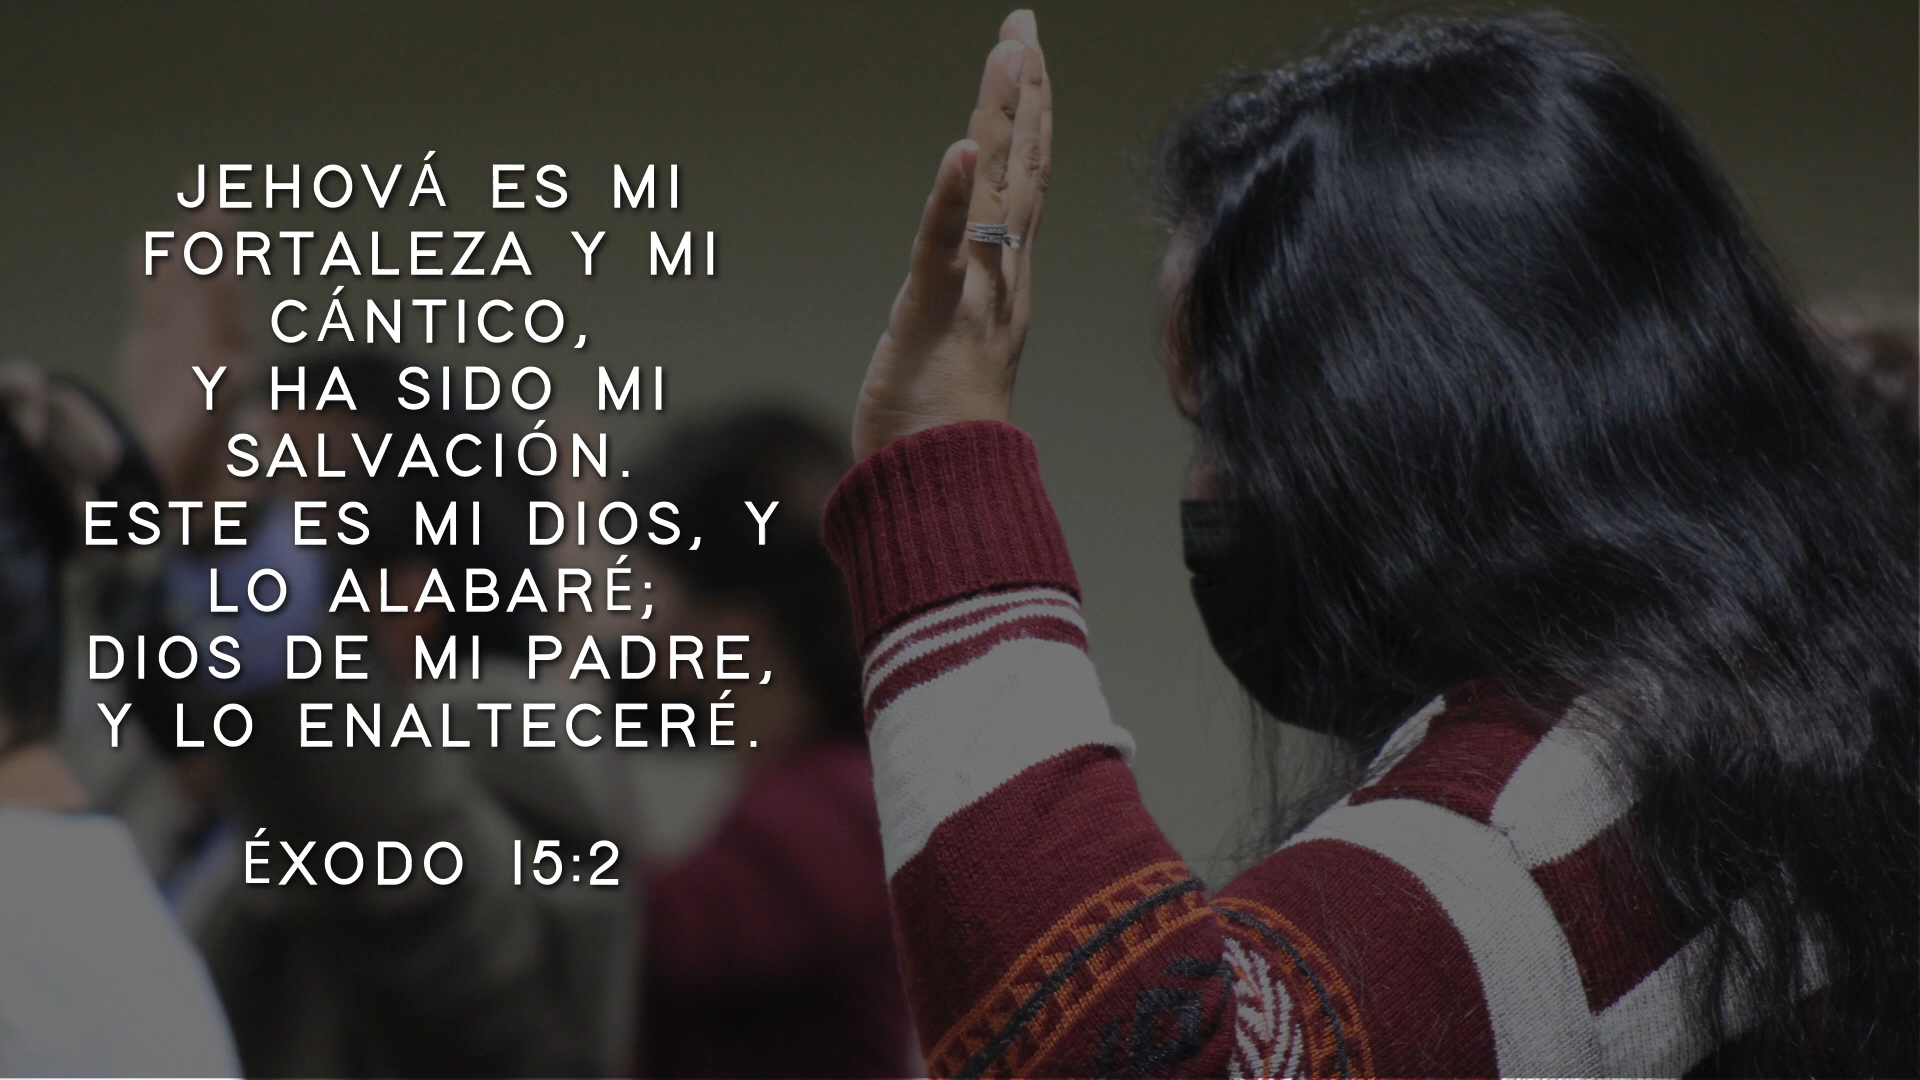 JEHOVÁ ES MI
FORTALEZA Y MI
CÁNTICO,
Y HA SIDO MI
SALVACIÓN.
ESTE ES MI DIOS, Y
LO ALABARÉ;
DIOS DE MI PADRE,
Y LO ENALTECERÉ.
ÉXODO 15:2